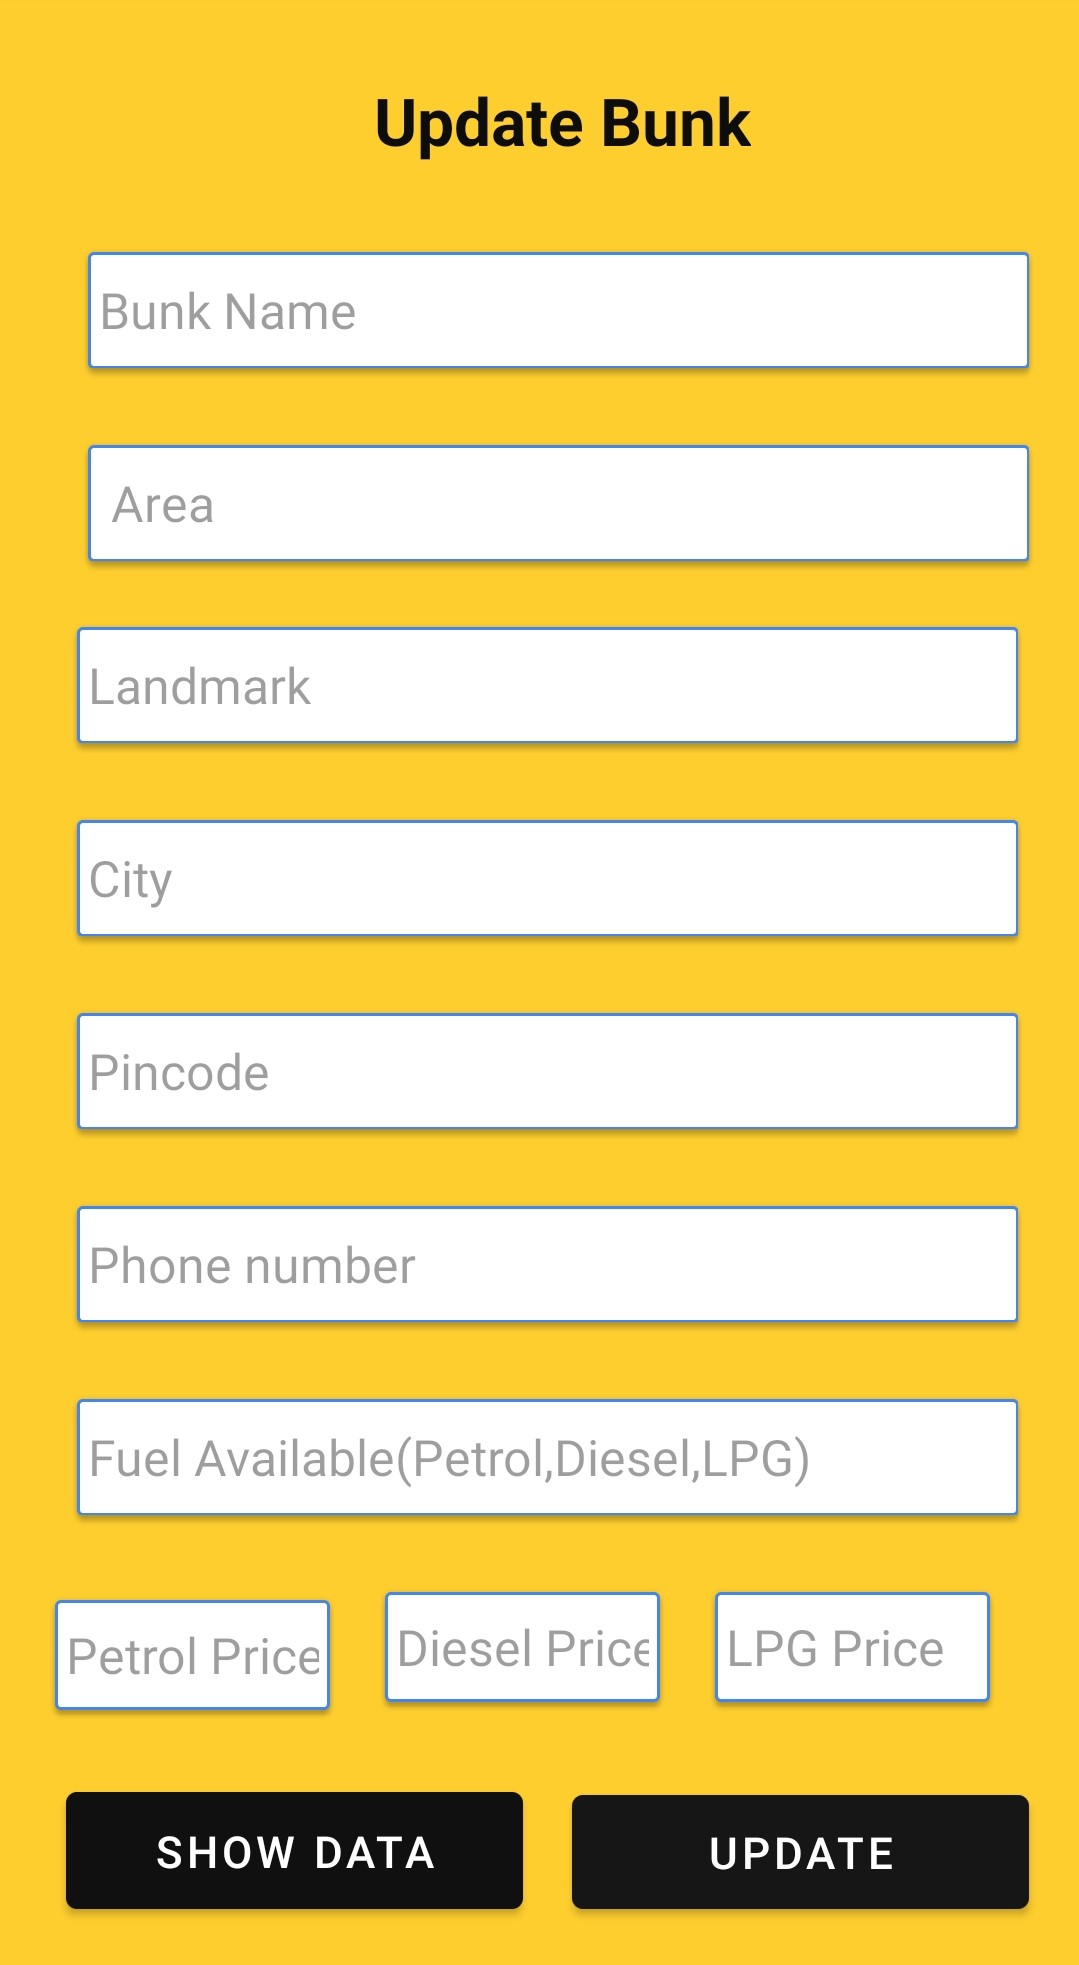 Update Bunk
Bunk Name
Area
Landmark
City
Pincode
Phone number
Fuel Available(Petrol,Diesel,LPG)
Petrol Price Diesel Price LPG Price
SHOW DATA UPDATE